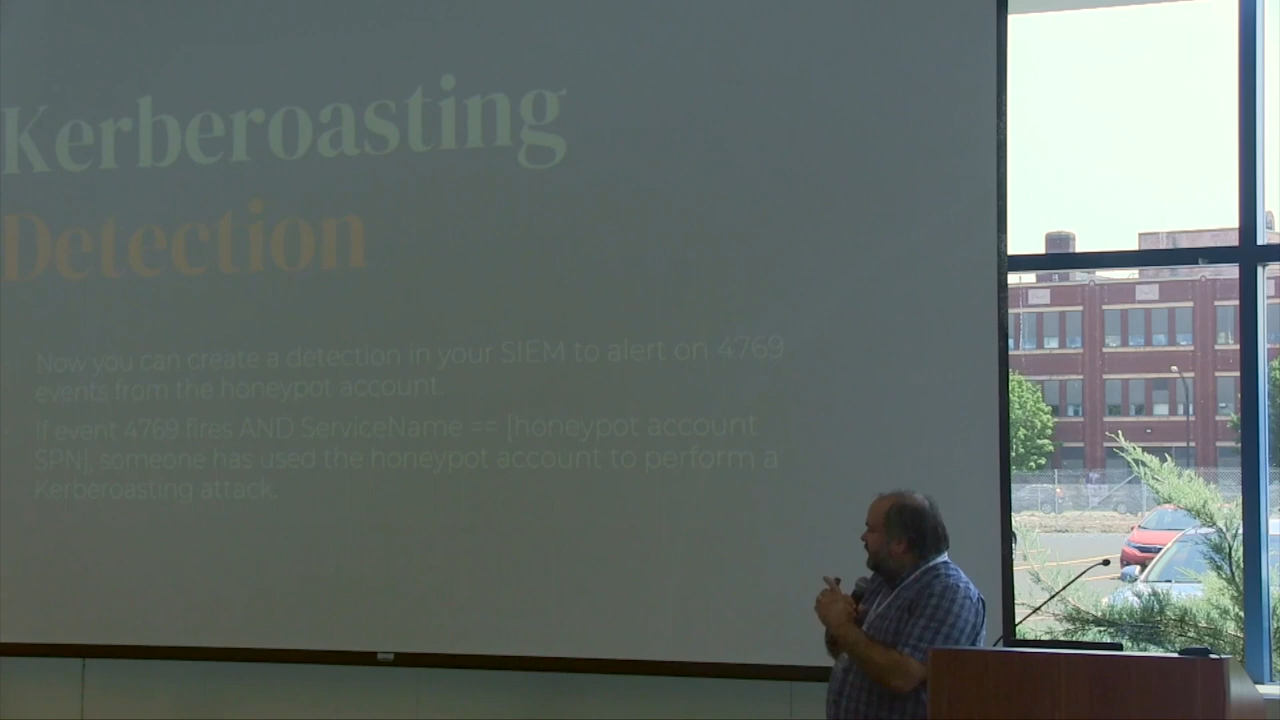 Kerberoasting
Detection
Now you can create a detection in your SIEM to alert on 4769
events from the honeypot account.
If event 4769 fires AND ServiceName == [honeypot account
SPN], someone has used the honeypot account to perform a
Kerberoasting attack.